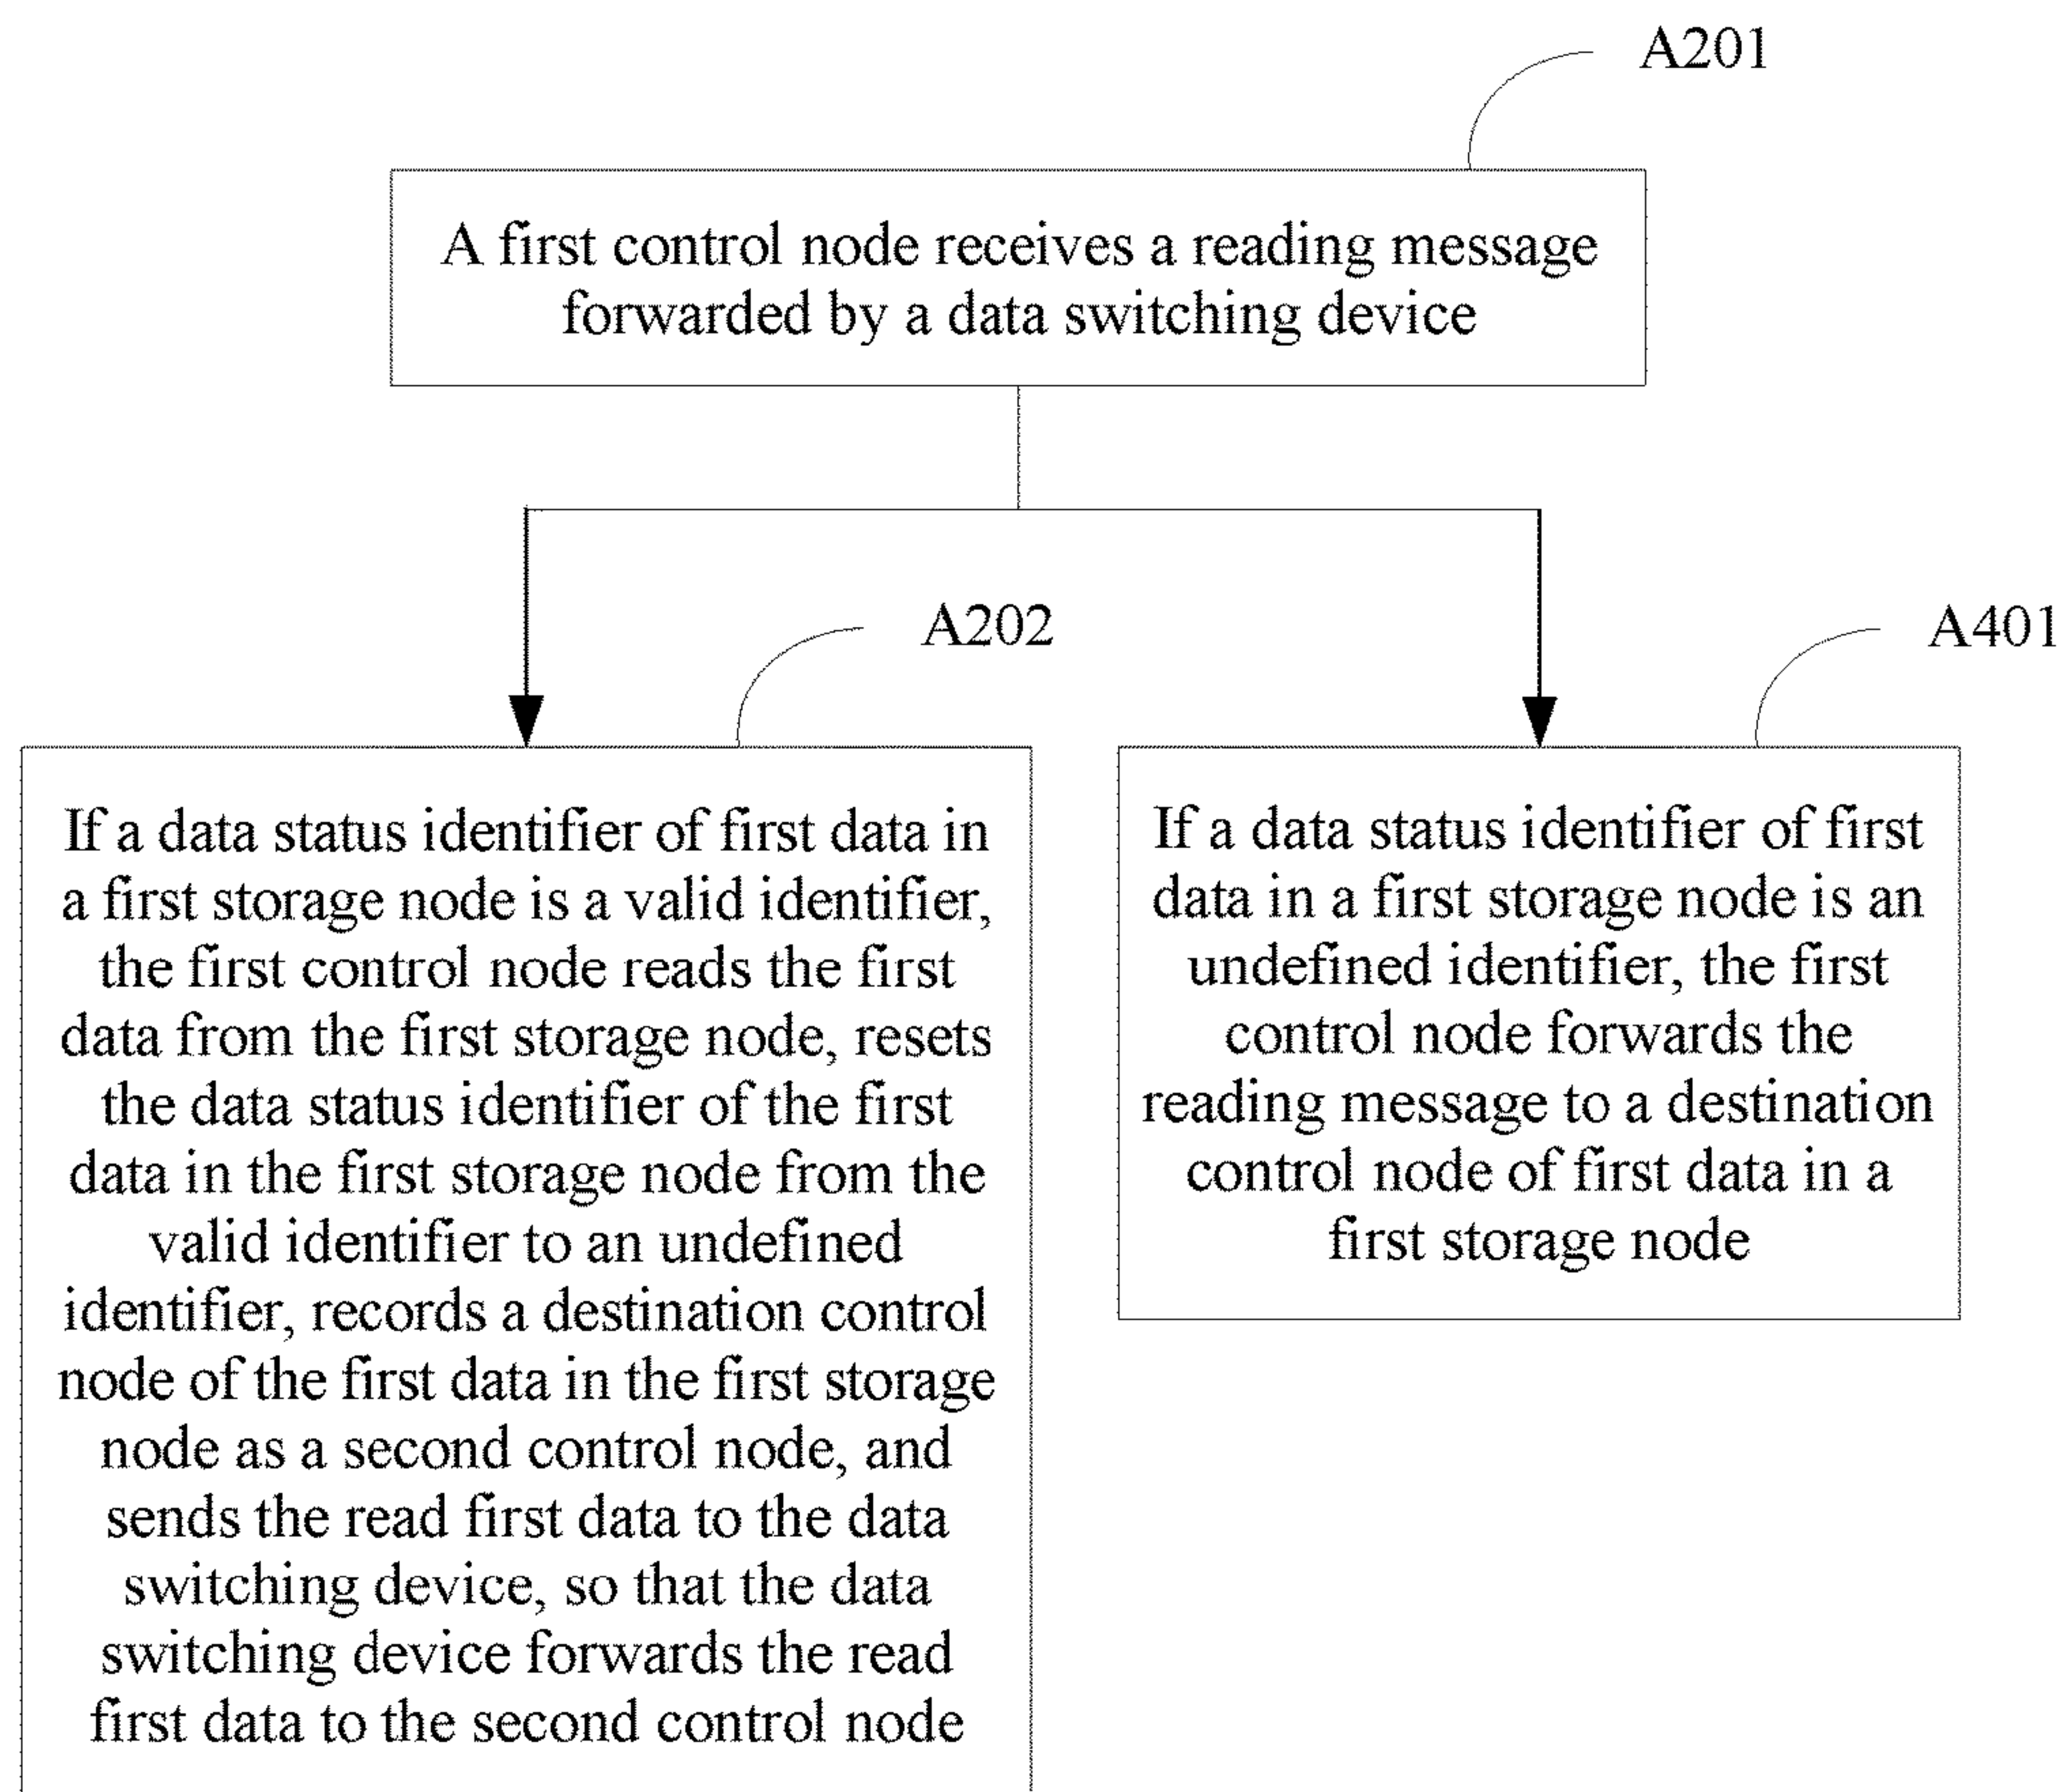 A201
A first control node receives a reading message
forwarded by a data switching device
A202
If a data status identifier of first data in
a first storage node is a valid identifier,
the first control node reads the first
data from the first storage node, resets
the data status identifier of the first
data in the first storage node from the
valid identifier to an undefined
identifier, records a destination control
node of the first data in the first storage
node as a second control node, and
sends the read first data to the data
switching device, so that the data
switching device forwards the read
first data to the second control node
A401
If a data status identifier of first
data in a first storage node is an
undefined identifier, the first
control node forwards the
reading message to a destination
control node of first data in a
first storage node